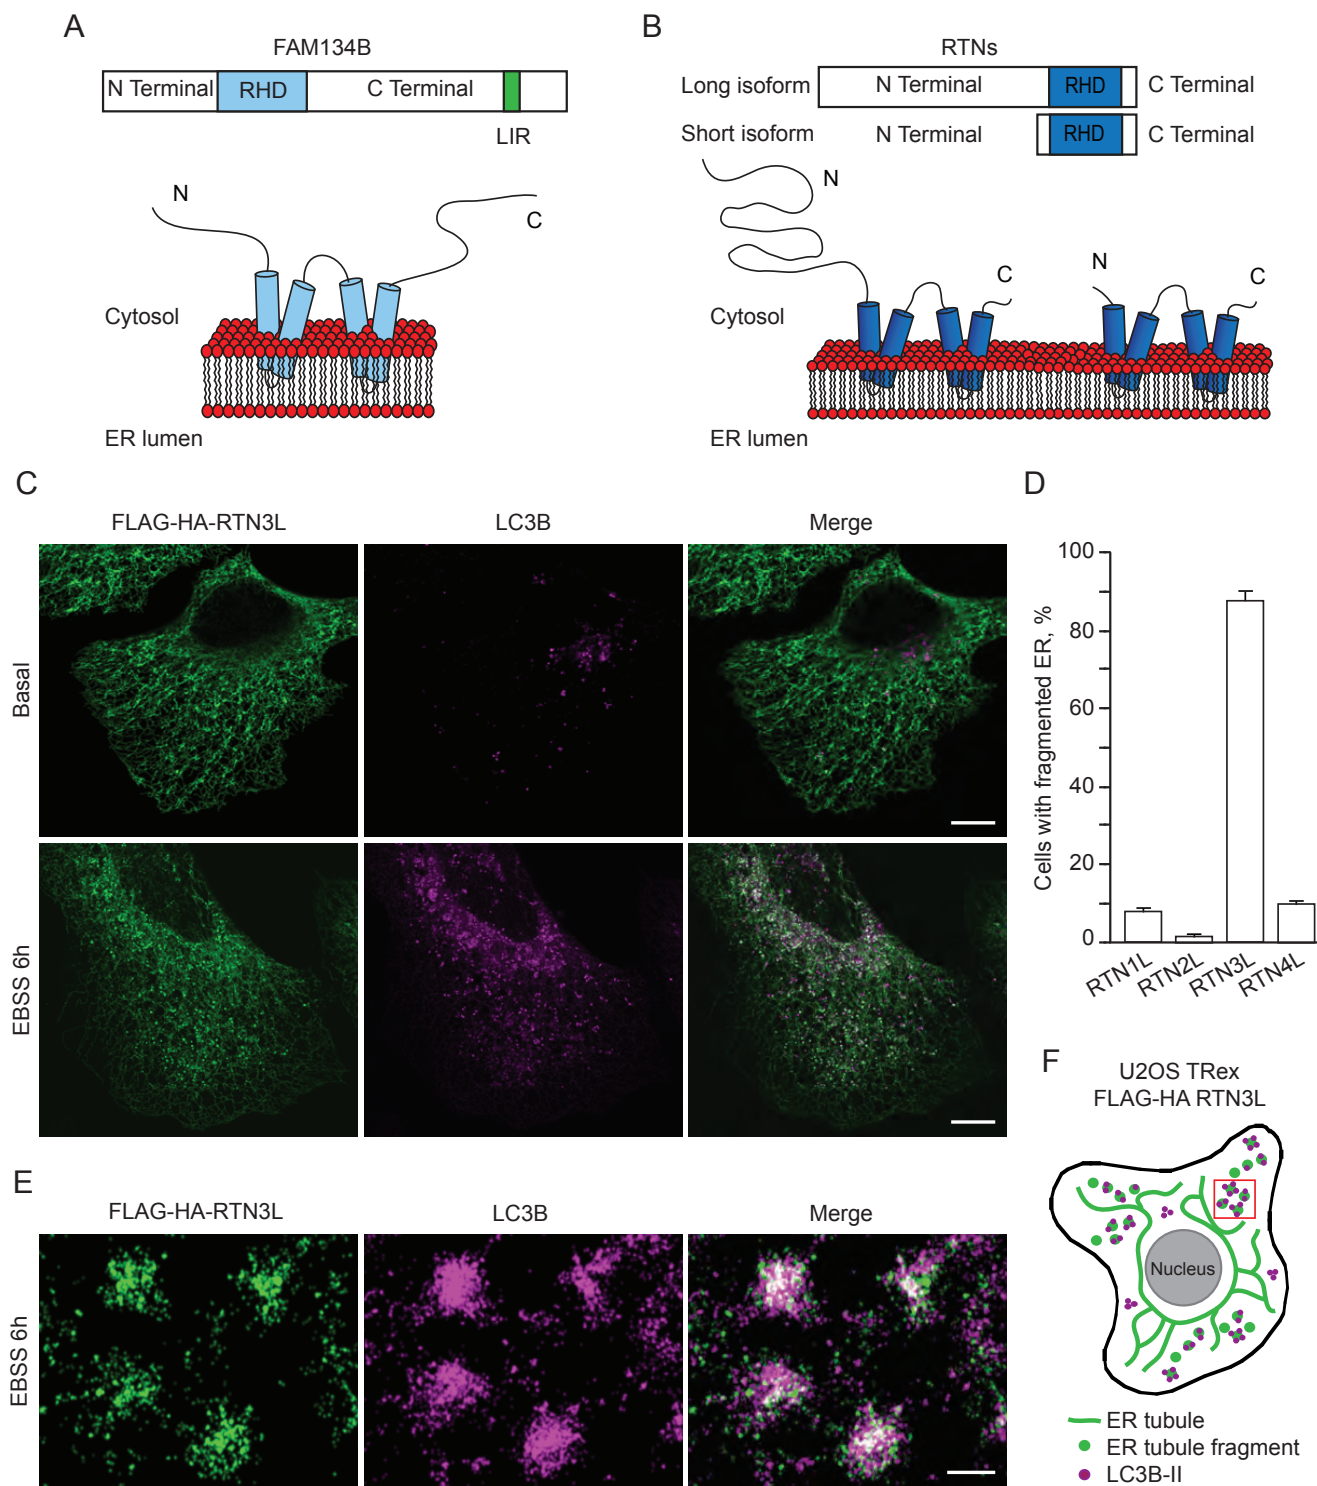 A
FAM134B
N Terminal
RHD
C Terminal
LIR
N
C
Cytosol
ER lumen
B
RTNs
Long isoform
N Terminal
RHD
C Terminal
Short isoform
N Terminal
RHD
C Terminal
N
C
N
C
Cytosol
ER lumen
C
FLAG-HA-RTN3L
LC3B
Merge
Basal
EBSS 6h
D
Cells with fragmented ER, %
100
80
60
40
20
0
RTN1L
RTN2L
RTN3L
RTN4L
E
FLAG-HA-RTN3L
LC3B
Merge
EBSS 6h
F
U2OS TRex
FLAG-HA RTN3L
Nucleus
ER tubule
ER tubule fragment
LC3B-II